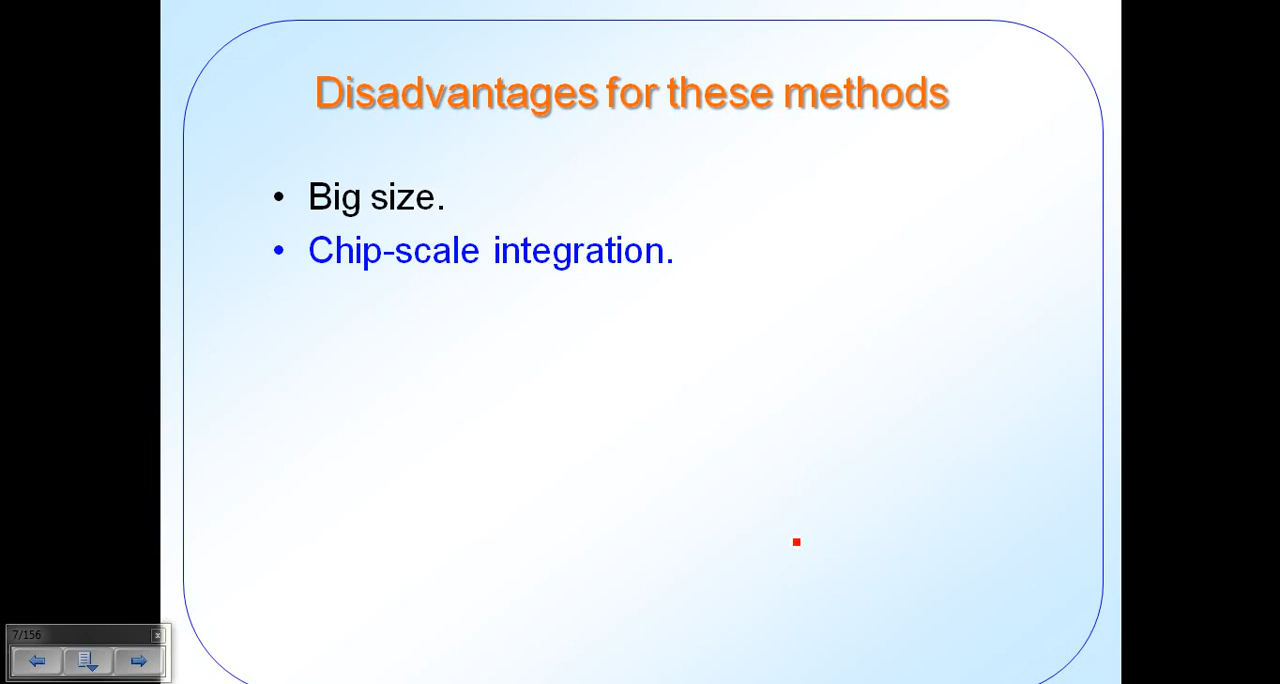 Disadvantages for these methods
• Big size.
• Chip-scale integration.
7/156
x